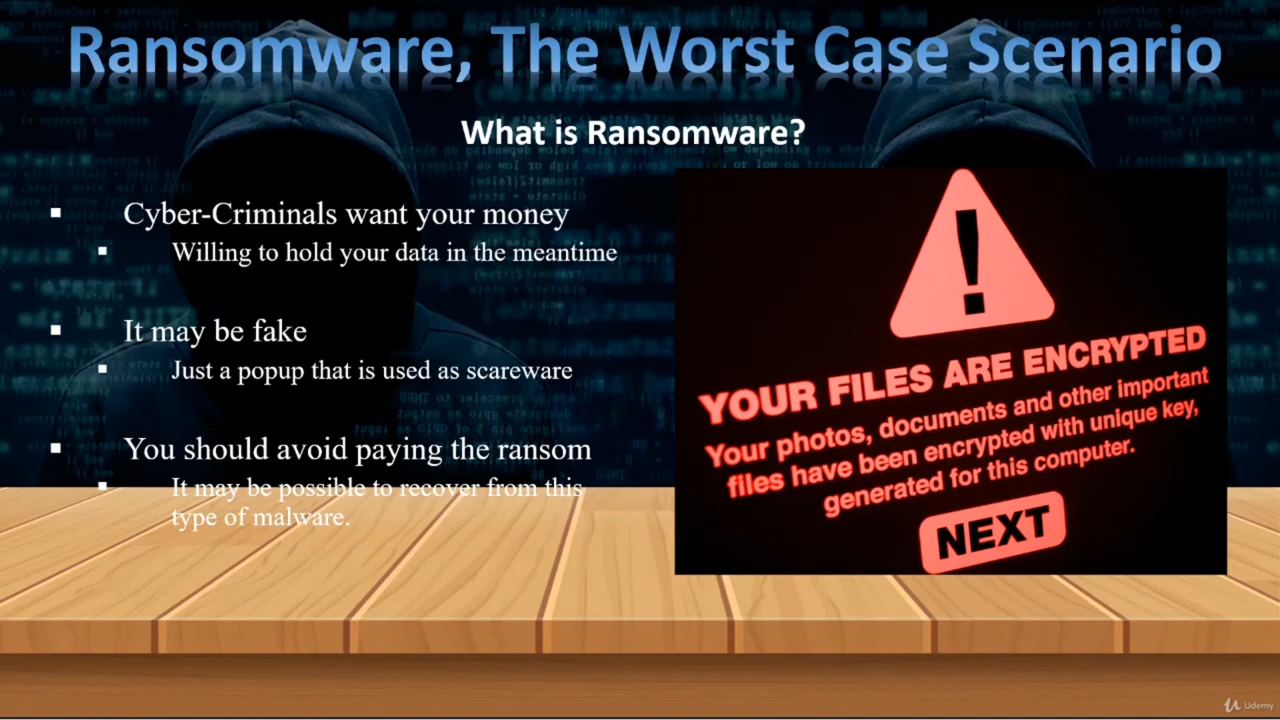 Ransomware, The Worst Case Scenario
What is Ransomware?
Cyber-Criminals want your money
Willing to hold your data in the meantime
It may be fake
Just a popup that is used as scareware
You should avoid paying the ransom
It may be possible to recover from this
type of malware.
YOUR FILES ARE ENCRYPTED
Your photos, documents and other important
files have been encrypted with unique key,
generated for this computer.
NEXT
Udemy